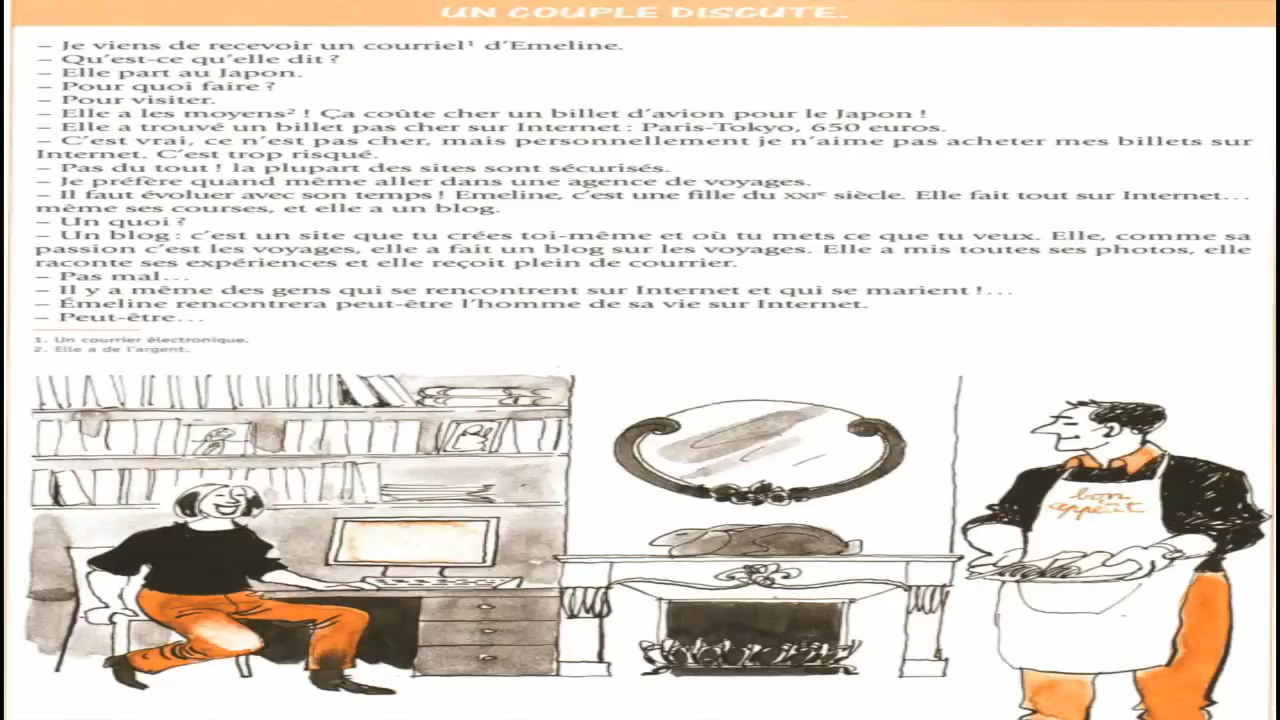 UN COUPLE DISCUTE.
– Je viens de recevoir un courriel¹ d'Emeline.
– Qu'est-ce qu'elle dit ?
– Elle part au Japon.
– Pour quoi faire ?
– Pour visiter.
– Elle a les moyens² ! Ça coûte cher un billet d'avion pour le Japon !
– Elle a trouvé un billet pas cher sur Internet : Paris-Tokyo, 650 euros.
– C'est vrai, ce n'est pas cher, mais personnellement je n'aime pas acheter mes billets sur
Internet. C'est trop risqué.
– Pas du tout ! la plupart des sites sont sécurisés.
– Je préfère quand même aller dans une agence de voyages.
– Il faut évoluer avec son temps ! Emeline, c'est une fille du XXIᵉ siècle. Elle fait tout sur Internet…
même ses courses, et elle a un blog.
– Un quoi ?
– Un blog : c'est un site que tu crées toi-même et où tu mets ce que tu veux. Elle, comme sa
passion c'est les voyages, elle a fait un blog sur les voyages. Elle a mis toutes ses photos, elle
raconte ses expériences et elle reçoit plein de courrier.
– Pas mal…
– Il y a même des gens qui se rencontrent sur Internet et qui se marient !…
– Émeline rencontrera peut-être l'homme de sa vie sur Internet.
– Peut-être…
1. Un courrier électronique.
2. Elle a de l'argent.
bon
appétit